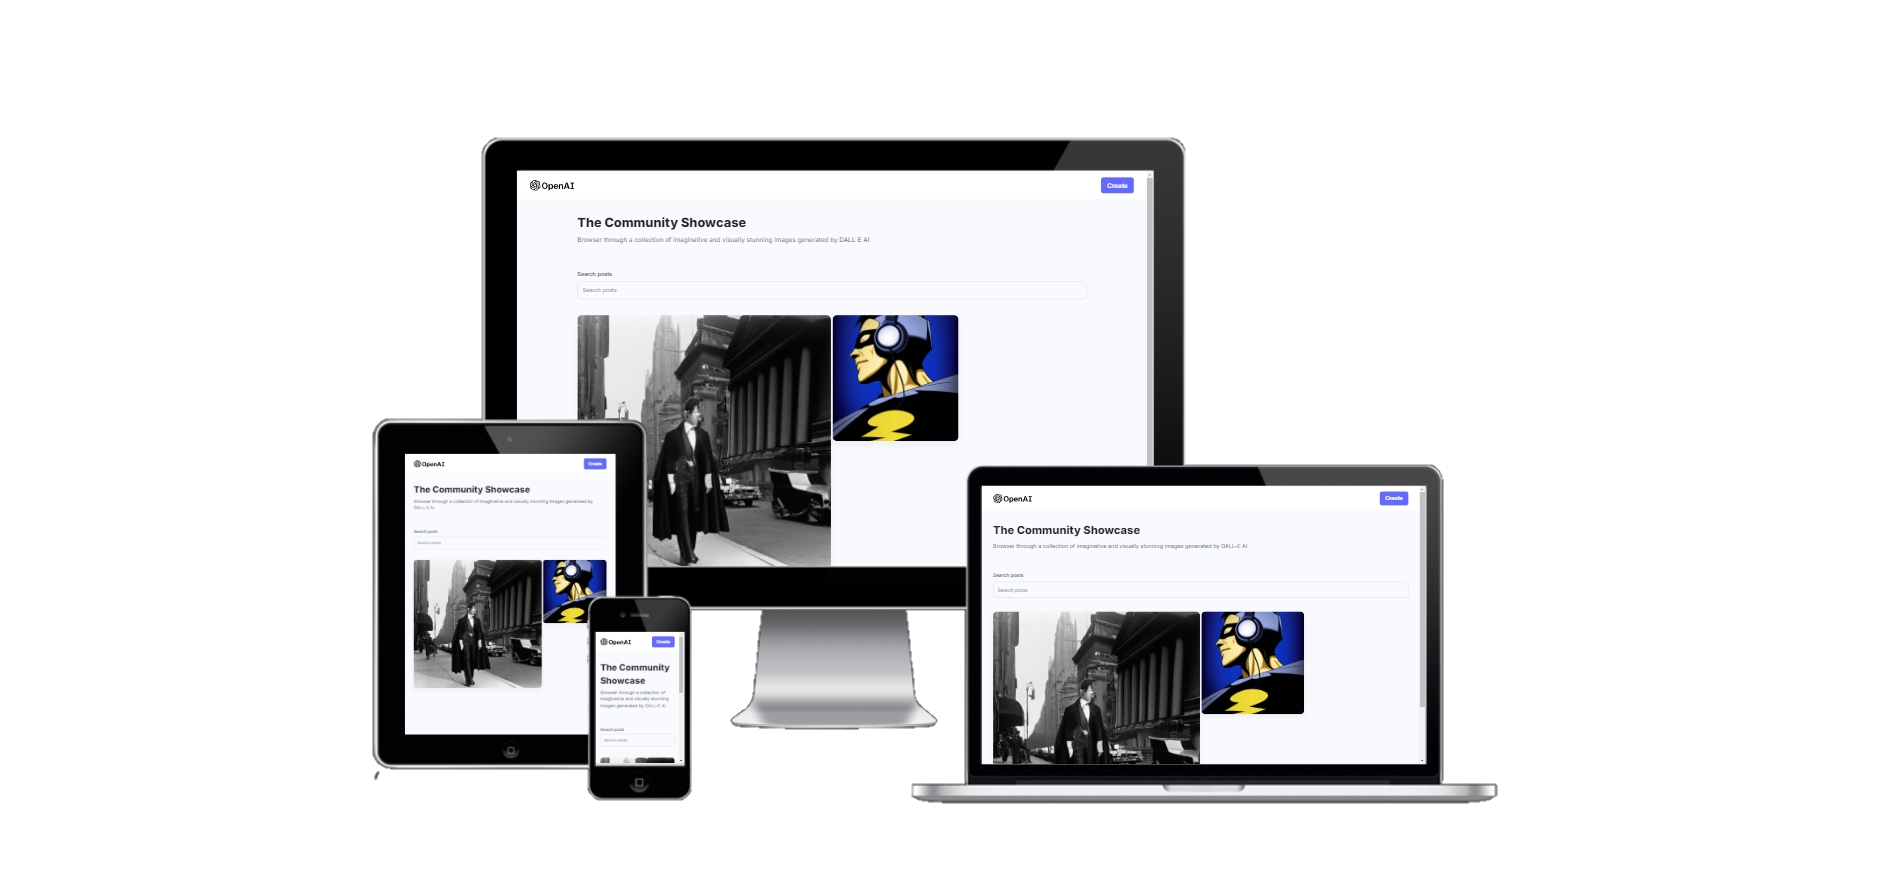 OpenAI
Create
The Community Showcase
Browser through a collection of imaginative and visually stunning images generated by DALL-E AI
Search posts
Search posts
OpenAI
Create
The Community Showcase
Browser through a collection of imaginative and visually stunning images generated by
DALL-E AI
Search posts
Search posts
OpenAI
Create
The Community
Showcase
Browser through a collection of
imaginative and visually stunning
images generated by DALL-E AI
Search posts
Search posts
OpenAI
Create
The Community Showcase
Browser through a collection of imaginative and visually stunning images generated by DALL-E AI
Search posts
Search posts